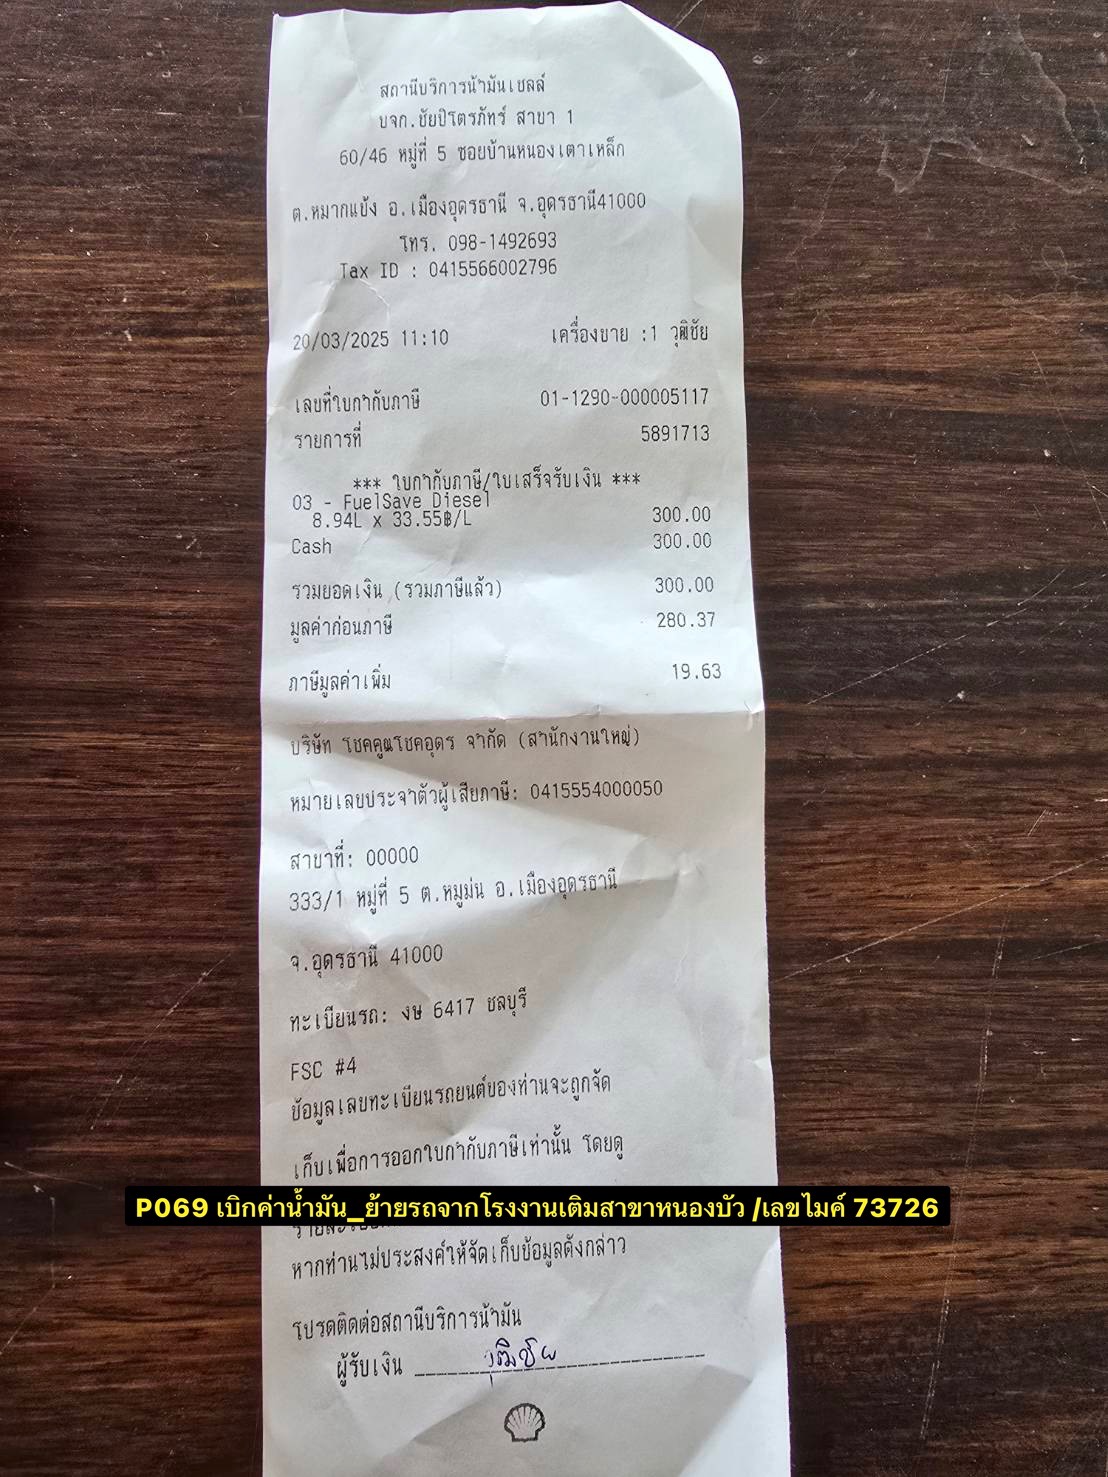 สถานีบริการน้ำมันเชลล์
บจก.ชัยปิโตรภัทร์ สาขา 1
60/46 หมู่ที่ 5 ซอยบ้านหนองเตาเหล็ก
ต.หมากแข้ง อ.เมืองอุดรธานี จ.อุดรธานี41000
โทร. 098-1492693
Tax ID : 0415566002796
20/03/2025 11:10 เครื่องขาย :1 วุฒิชัย
เลขที่ใบกำกับภาษี 01-1290-000005117
รายการที่ 5891713
*** ใบกำกับภาษี/ใบเสร็จรับเงิน ***
03 - FuelSave Diesel
8.94L x 33.55฿/L 300.00
Cash 300.00
รวมยอดเงิน (รวมภาษีแล้ว) 300.00
มูลค่าก่อนภาษี 280.37
ภาษีมูลค่าเพิ่ม 19.63
บริษัท โชคคูณโชคอุดร จำกัด (สำนักงานใหญ่)
หมายเลขประจำตัวผู้เสียภาษี: 0415554000050
สาขาที่: 00000
333/1 หมู่ที่ 5 ต.หมูม่น อ.เมืองอุดรธานี
จ.อุดรธานี 41000
ทะเบียนรถ: งษ 6417 ชลบุรี
FSC #4
ข้อมูลเลขทะเบียนรถยนต์ของท่านจะถูกจัด
เก็บเพื่อการออกใบกำกับภาษีเท่านั้น โดยดู
P069 เบิกค่าน้ำมัน_ย้ายรถจากโรงงานเติมสาขาหนองบัว /เลขไมค์ 73726
หากท่านไม่ประสงค์ให้จัดเก็บข้อมูลดังกล่าว
โปรดติดต่อสถานีบริการน้ำมัน
ผู้รับเงิน วุฒิชัย